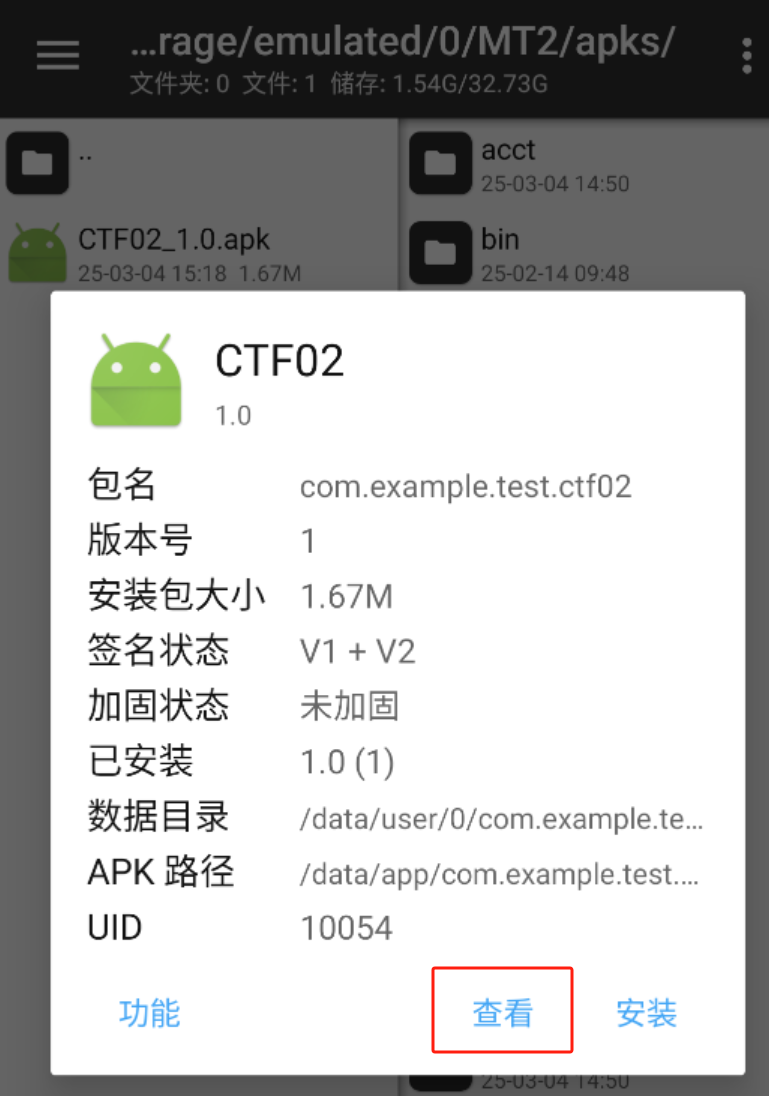 ...rage/emulated/0/MT2/apks/
文件夹: 0 文件: 1 储存: 1.54G/32.73G
..
acct
25-03-04 14:50
CTF02_1.0.apk
25-03-04 15:18 1.67M
bin
25-02-14 09:48
CTF02
1.0
包名 com.example.test.ctf02
版本号 1
安装包大小 1.67M
签名状态 V1 + V2
加固状态 未加固
已安装 1.0 (1)
数据目录 /data/user/0/com.example.te...
APK 路径 /data/app/com.example.test....
UID 10054
功能 查看 安装
25-03-04 14:50